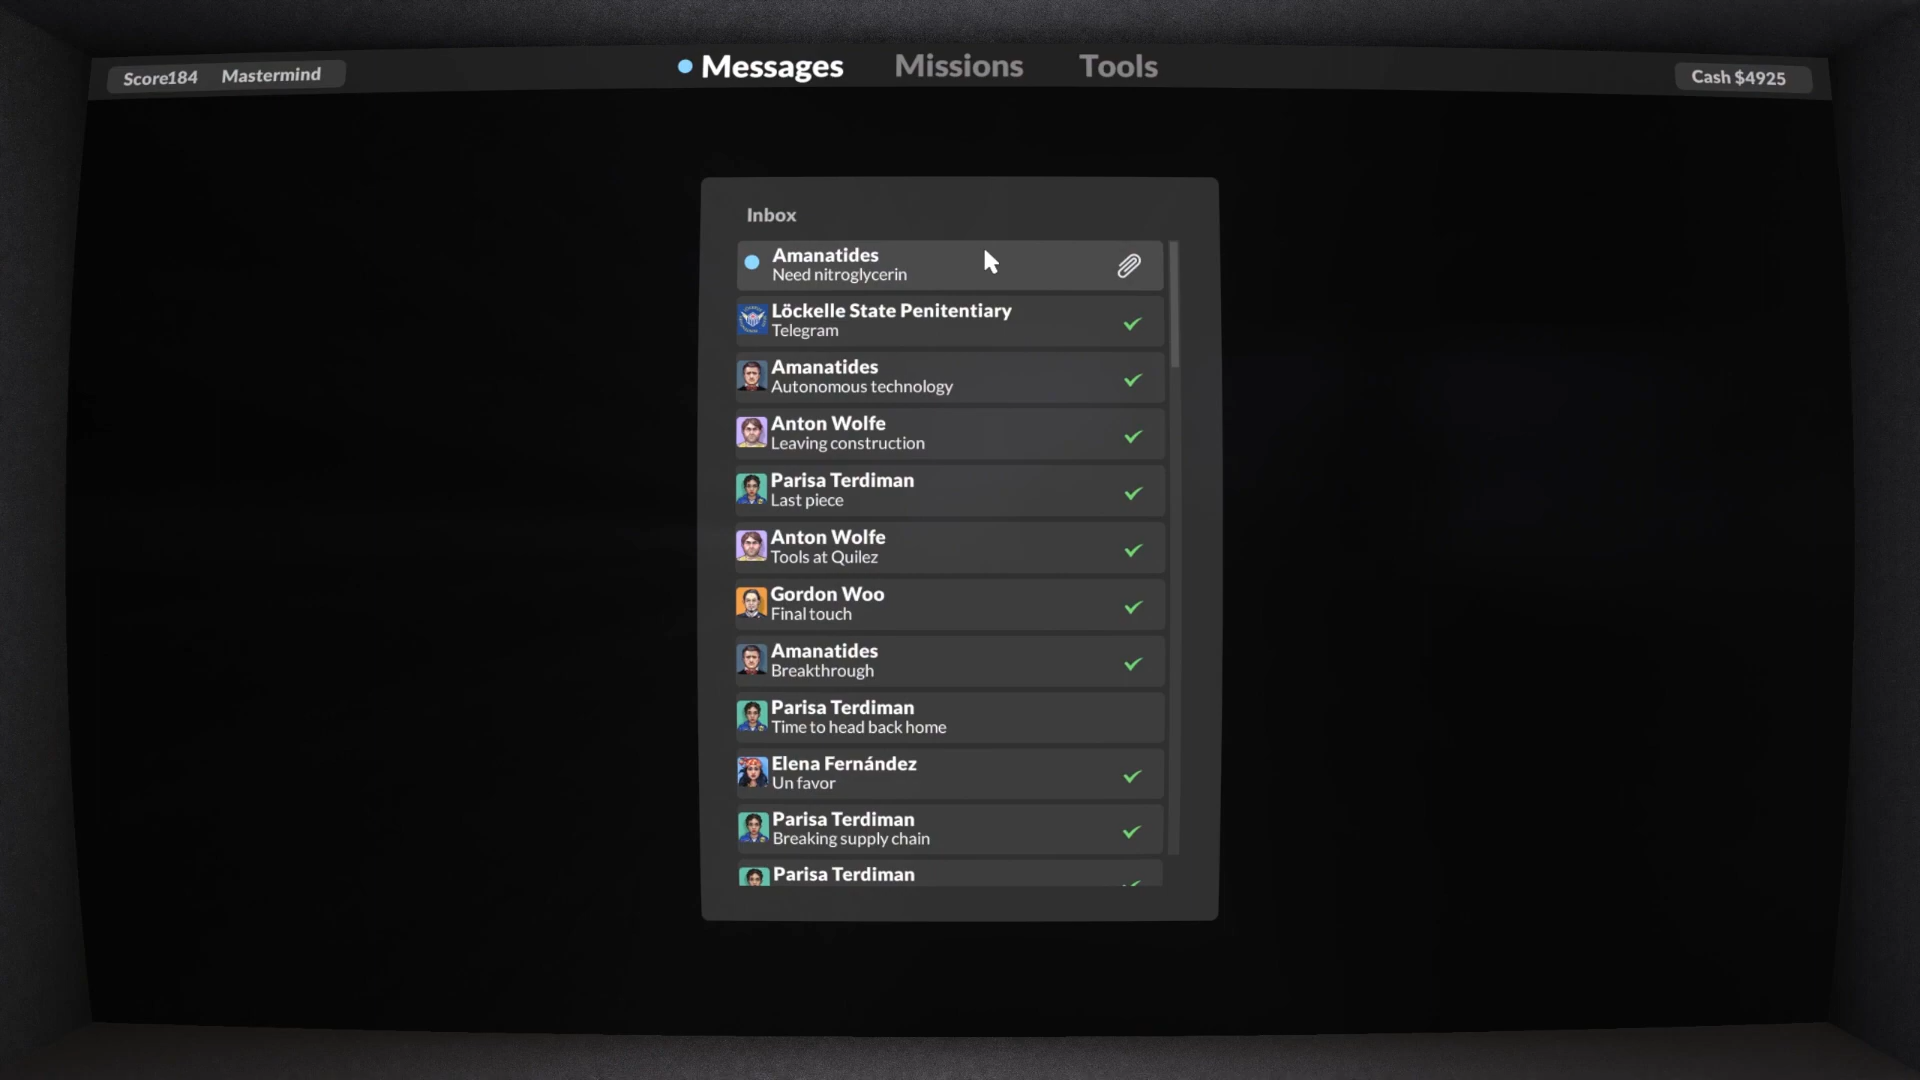 Score184 Mastermind
Messages Missions Tools
Cash $4925
Inbox
Amanatides
Need nitroglycerin
Löckelle State Penitentiary
Telegram
Amanatides
Autonomous technology
Anton Wolfe
Leaving construction
Parisa Terdiman
Last piece
Anton Wolfe
Tools at Quilez
Gordon Woo
Final touch
Amanatides
Breakthrough
Parisa Terdiman
Time to head back home
Elena Fernández
Un favor
Parisa Terdiman
Breaking supply chain
Parisa Terdiman